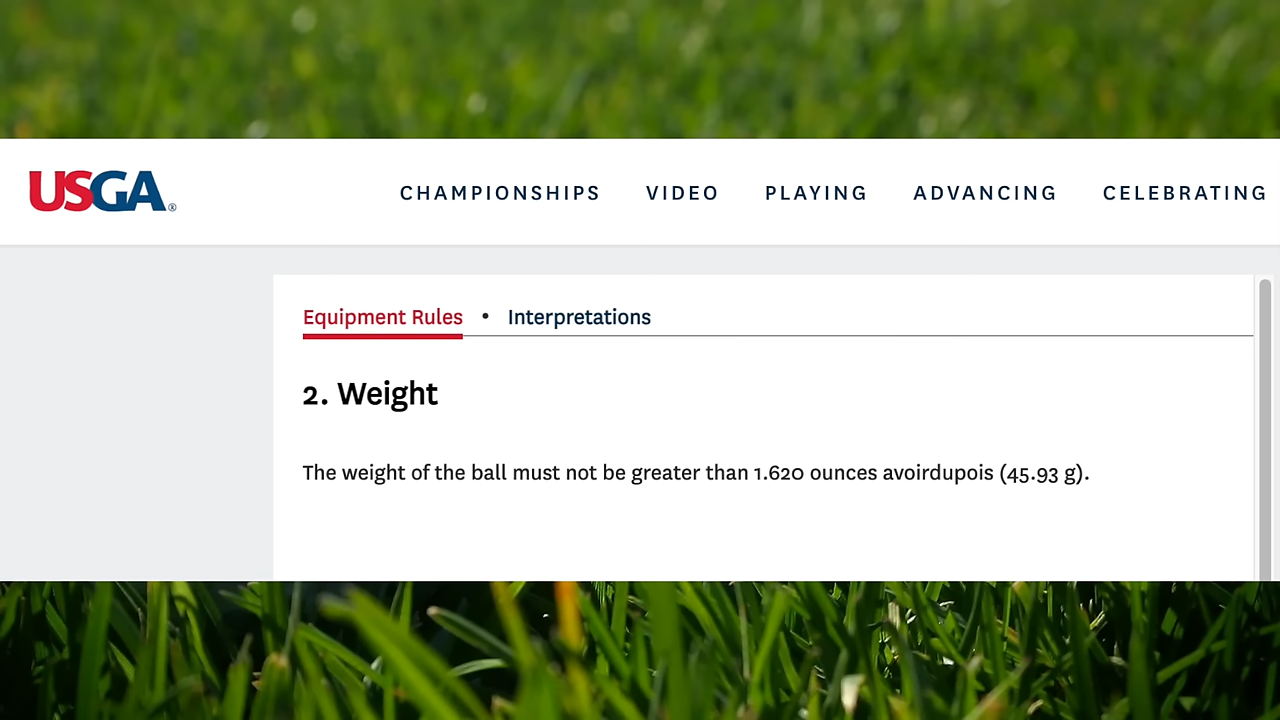 USGA®
CHAMPIONSHIPS VIDEO PLAYING ADVANCING CELEBRATING
Equipment Rules • Interpretations
2. Weight
The weight of the ball must not be greater than 1.620 ounces avoirdupois (45.93 g).